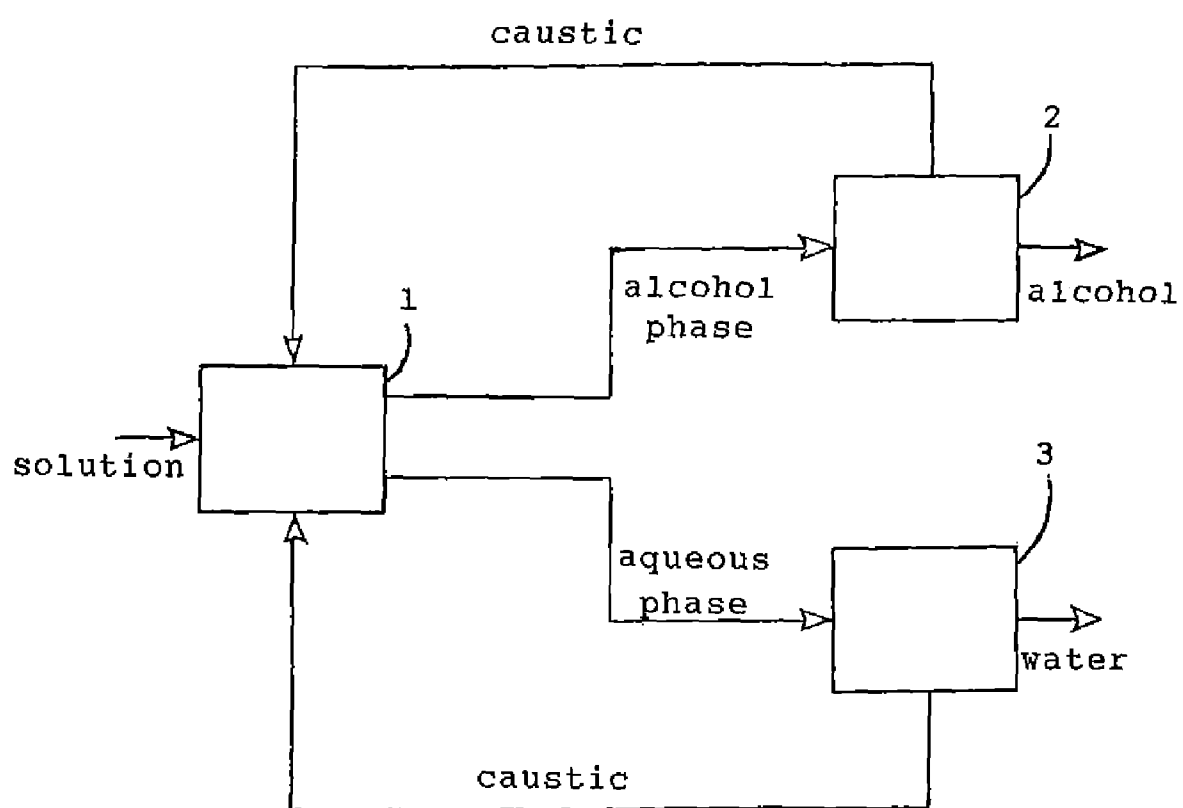 caustic
2
alcohol
phase
alcohol
1
solution
3
aqueous
phase
water
caustic